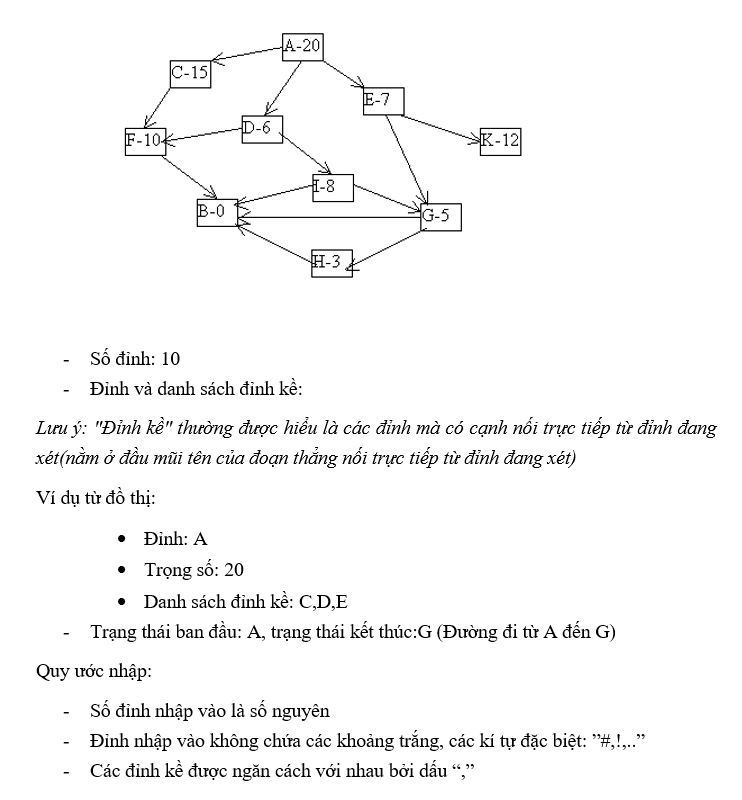 A-20
C-15
E-7
D-6
F-10
K-12
I-8
B-0
G-5
H-3
- Số đỉnh: 10
- Đỉnh và danh sách đỉnh kề:
Lưu ý: "Đỉnh kề" thường được hiểu là các đỉnh mà có cạnh nối trực tiếp từ đỉnh đang
xét(nằm ở đầu mũi tên của đoạn thẳng nối trực tiếp từ đỉnh đang xét)
Ví dụ từ đồ thị:
• Đỉnh: A
• Trọng số: 20
• Danh sách đỉnh kề: C,D,E
- Trạng thái ban đầu: A, trạng thái kết thúc:G (Đường đi từ A đến G)
Quy ước nhập:
- Số đỉnh nhập vào là số nguyên
- Đỉnh nhập vào không chứa các khoảng trắng, các kí tự đặc biệt: ”#,!,..”
- Các đỉnh kề được ngăn cách với nhau bởi dấu “,”